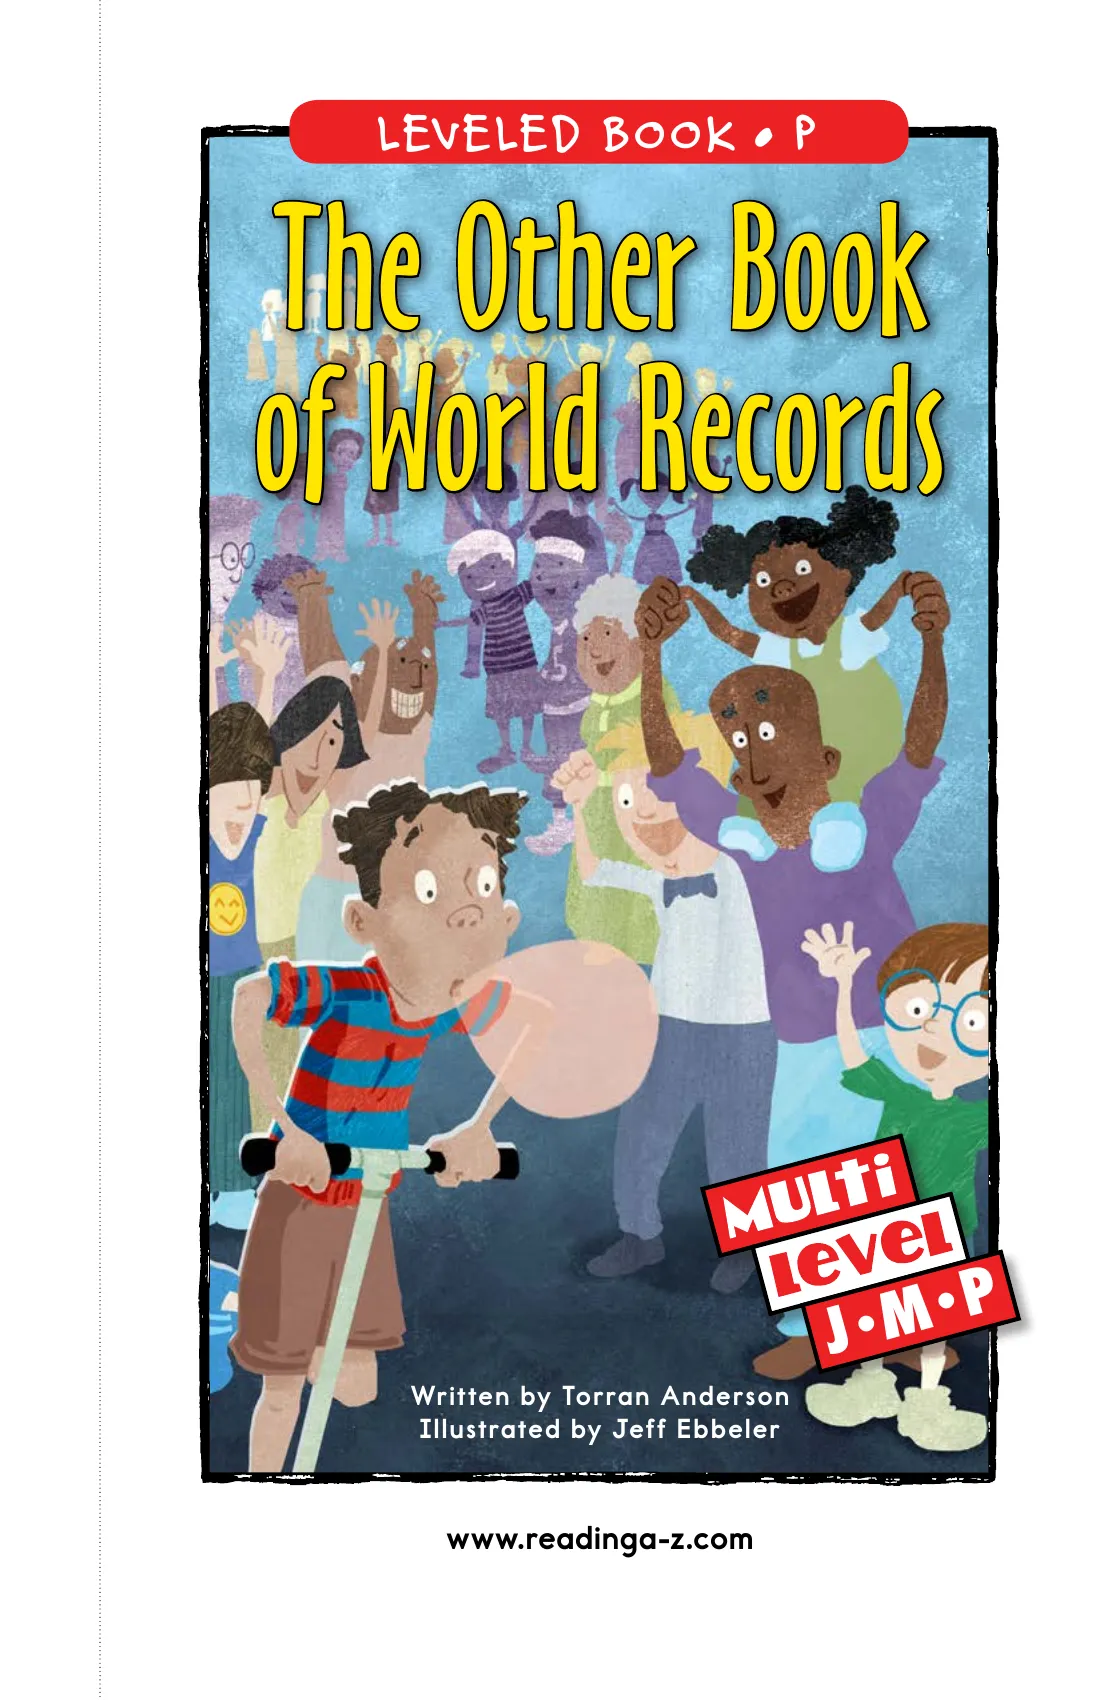 LEVELED BOOK • P
The Other Book
of World Records
5
MULTI
LEVEL
J•M•P
Written by Torran Anderson
Illustrated by Jeff Ebbeler
www.readinga-z.com